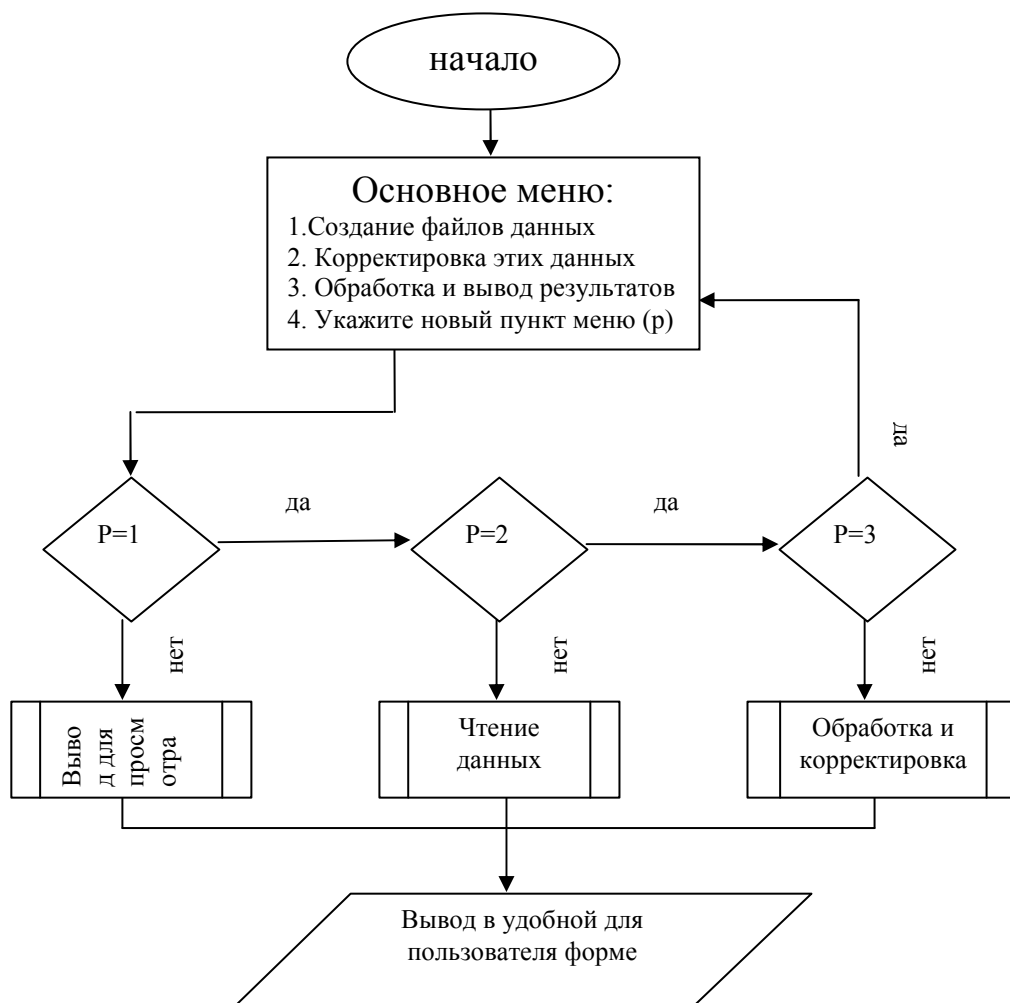 начало
Основное меню:
1.Создание файлов данных
2. Корректировка этих данных
3. Обработка и вывод результатов
4. Укажите новый пункт меню (р)
да
P=1
да
P=2
да
P=3
нет
нет
нет
Выво
д для
просм
отра
Чтение
данных
Обработка и
корректировка
Вывод в удобной для
пользователя форме